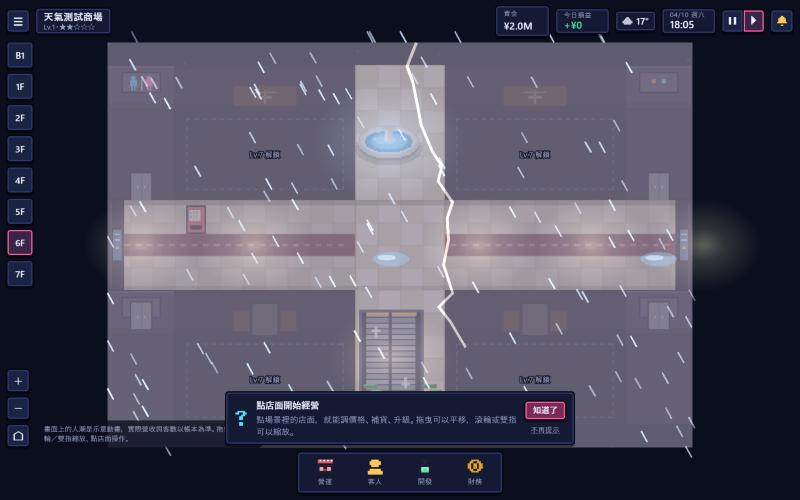 天氣測試商場
Lv.1·★★☆☆☆
資金
¥2.0M
今日損益
+¥0
17°
04/10 週六
18:05
B1
1F
2F
3F
4F
5F
6F
7F
Lv.7 解鎖
Lv.7 解鎖
Lv.7 解鎖
Lv.7 解鎖
點店面開始經營
點場景裡的店面，就能調價格、補貨、升級。拖曳可以平移，滾輪或雙指
可以縮放。
知道了
不再提示
畫面上的人潮是示意動畫，實際營收與客數以帳本為準。拖
輪／雙指縮放、點店面操作。
營運
客人
開發
財務